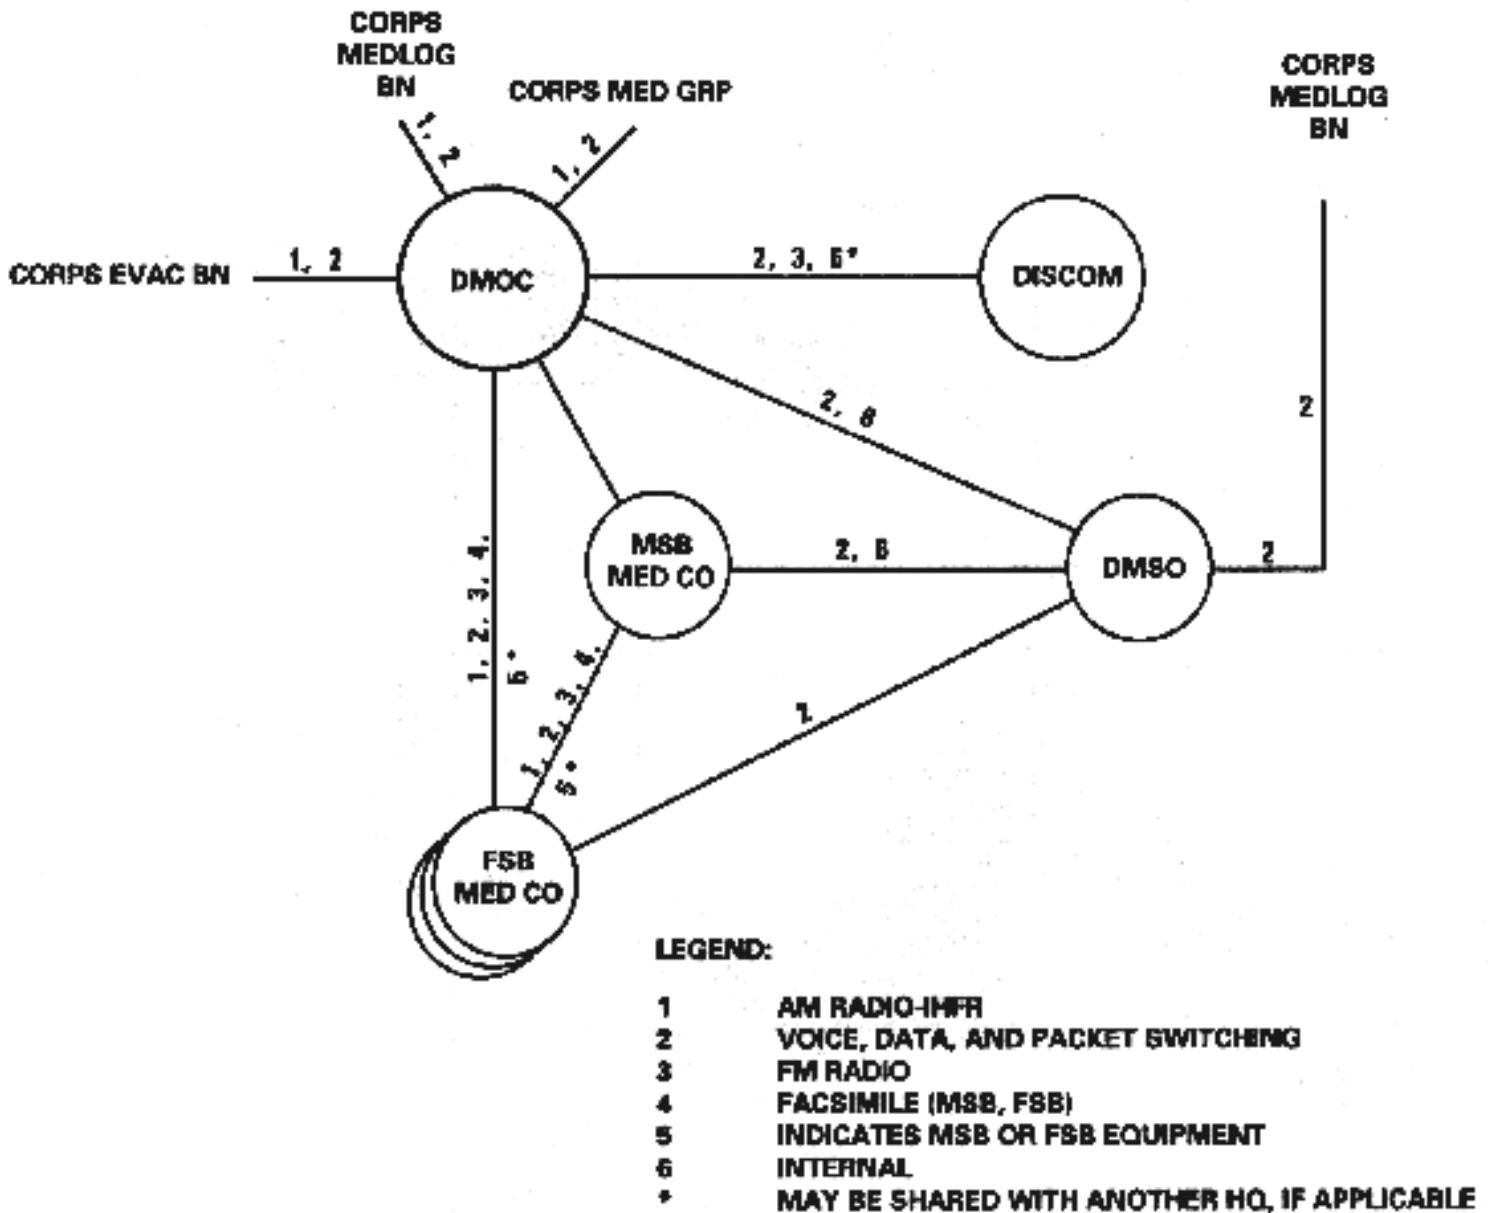 CORPS
MEDLOG
BN
CORPS MED GRP
CORPS
MEDLOG
BN
1, 2
1, 2
CORPS EVAC BN
1, 2
DMOC
2, 3, 6*
DISCOM
2, 6
2
MSB
MED CO
2, 6
DMSO
2
1, 2, 3, 4,
5*
1, 2, 3, 4,
5*
2
FSB
MED CO
LEGEND:
1 AM RADIO-IHFR
2 VOICE, DATA, AND PACKET SWITCHING
3 FM RADIO
4 FACSIMILE (MSB, FSB)
5 INDICATES MSB OR FSB EQUIPMENT
6 INTERNAL
* MAY BE SHARED WITH ANOTHER HQ, IF APPLICABLE